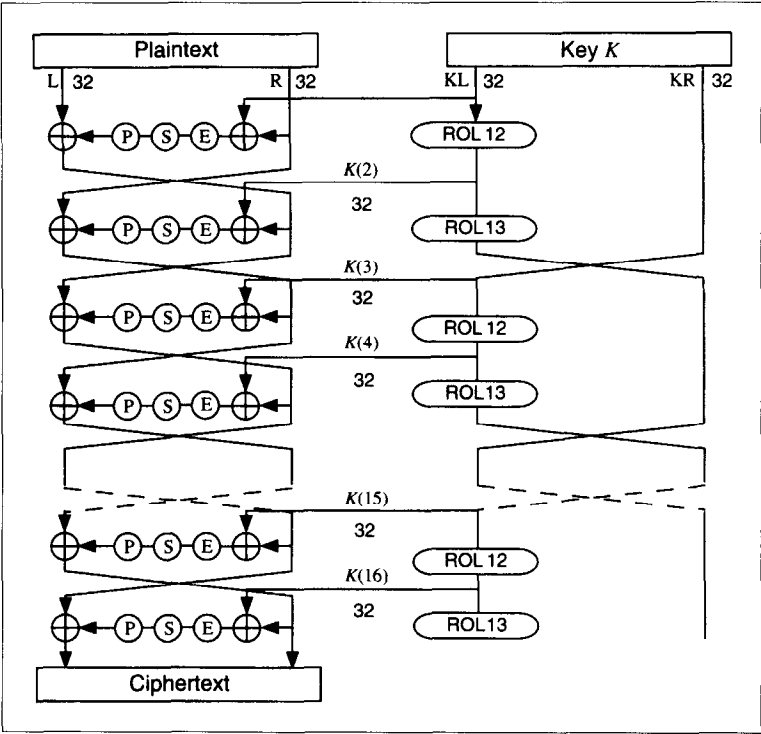 Plaintext
Key K
L 32 R 32 KL 32 KR 32
P S E
ROL 12
K(2)
32
P S E
ROL13
K(3)
32
P S E
ROL 12
K(4)
32
P S E
ROL13
K(15)
32
P S E
ROL 12
K(16)
32
P S E
ROL13
Ciphertext